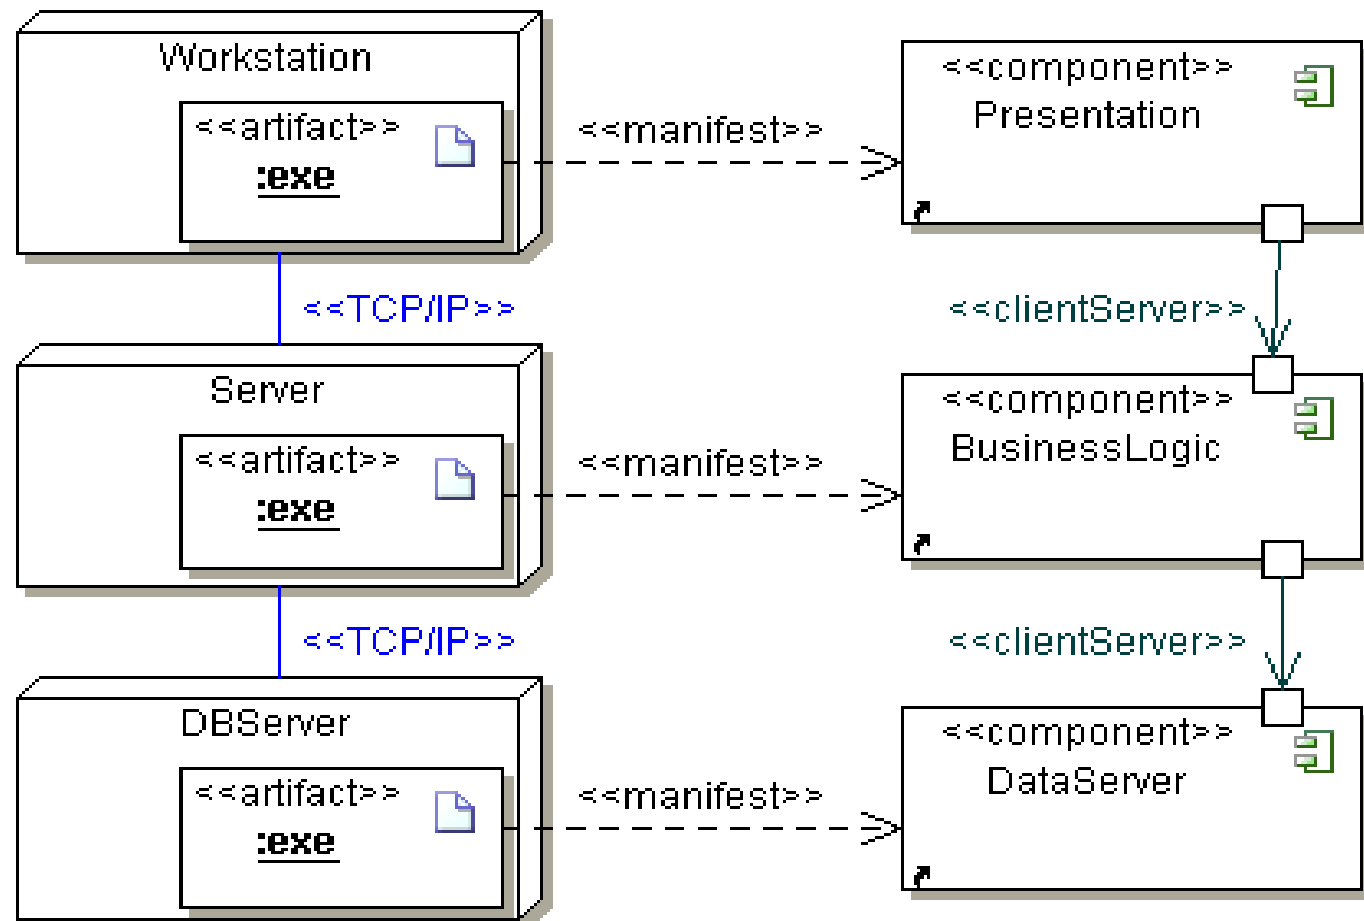 Workstation
<<artifact>>
:exe
<<manifest>>
<<component>>
Presentation
<<TCP/IP>>
<<clientServer>>
Server
<<artifact>>
:exe
<<manifest>>
<<component>>
BusinessLogic
<<TCP/IP>>
<<clientServer>>
DBServer
<<artifact>>
:exe
<<manifest>>
<<component>>
DataServer